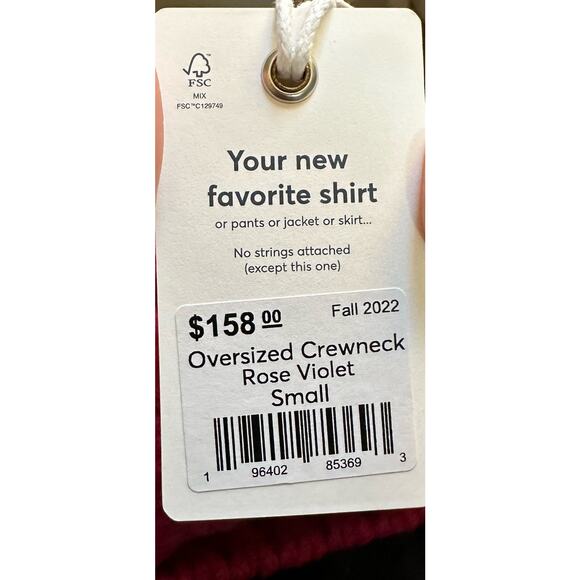 FSC
MIX
FSC™C129749
Your new
favorite shirt
or pants or jacket or skirt...
No strings attached
(except this one)
$158 00 Fall 2022
Oversized Crewneck
Rose Violet
Small
1 96402 85369 3